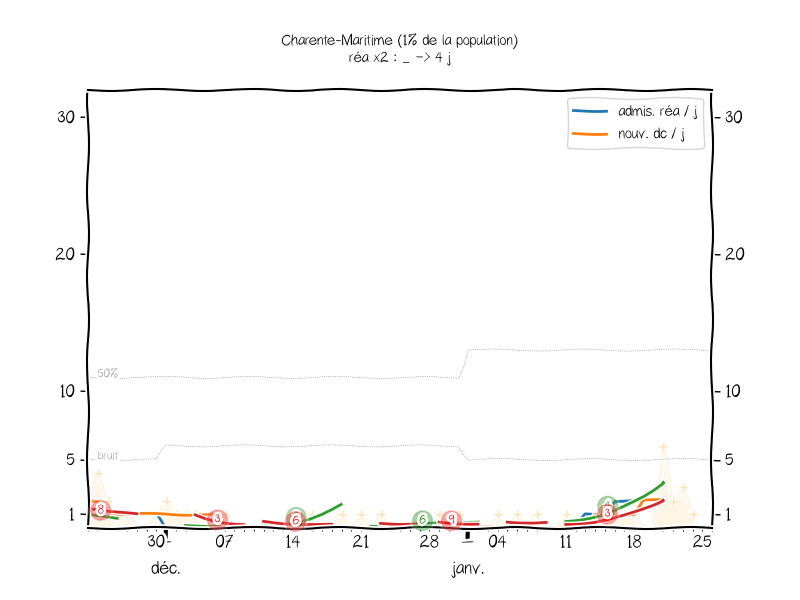 Charente-Maritime (1% de la population)
réa x2 : _ -> 4 j
admis. réa / j
nouv. dc / j
30 30
20 20
50%
10 10
bruit
5 5
1 1
8 3 6 6 9 4 3
30 07 14 21 28 04 11 18 25
déc. janv.